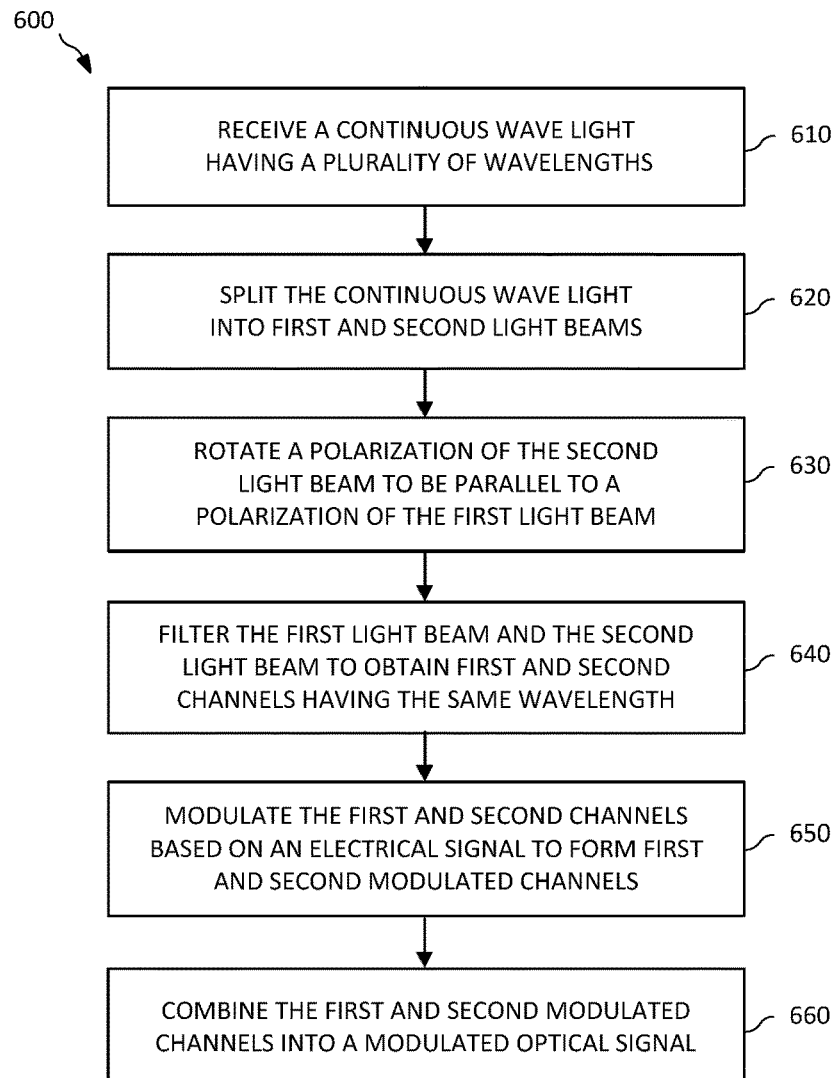 600
RECEIVE A CONTINUOUS WAVE LIGHT
HAVING A PLURALITY OF WAVELENGTHS
610
SPLIT THE CONTINUOUS WAVE LIGHT
INTO FIRST AND SECOND LIGHT BEAMS
620
ROTATE A POLARIZATION OF THE SECOND
LIGHT BEAM TO BE PARALLEL TO A
POLARIZATION OF THE FIRST LIGHT BEAM
630
FILTER THE FIRST LIGHT BEAM AND THE SECOND
LIGHT BEAM TO OBTAIN FIRST AND SECOND
CHANNELS HAVING THE SAME WAVELENGTH
640
MODULATE THE FIRST AND SECOND CHANNELS
BASED ON AN ELECTRICAL SIGNAL TO FORM FIRST
AND SECOND MODULATED CHANNELS
650
COMBINE THE FIRST AND SECOND MODULATED
CHANNELS INTO A MODULATED OPTICAL SIGNAL
660